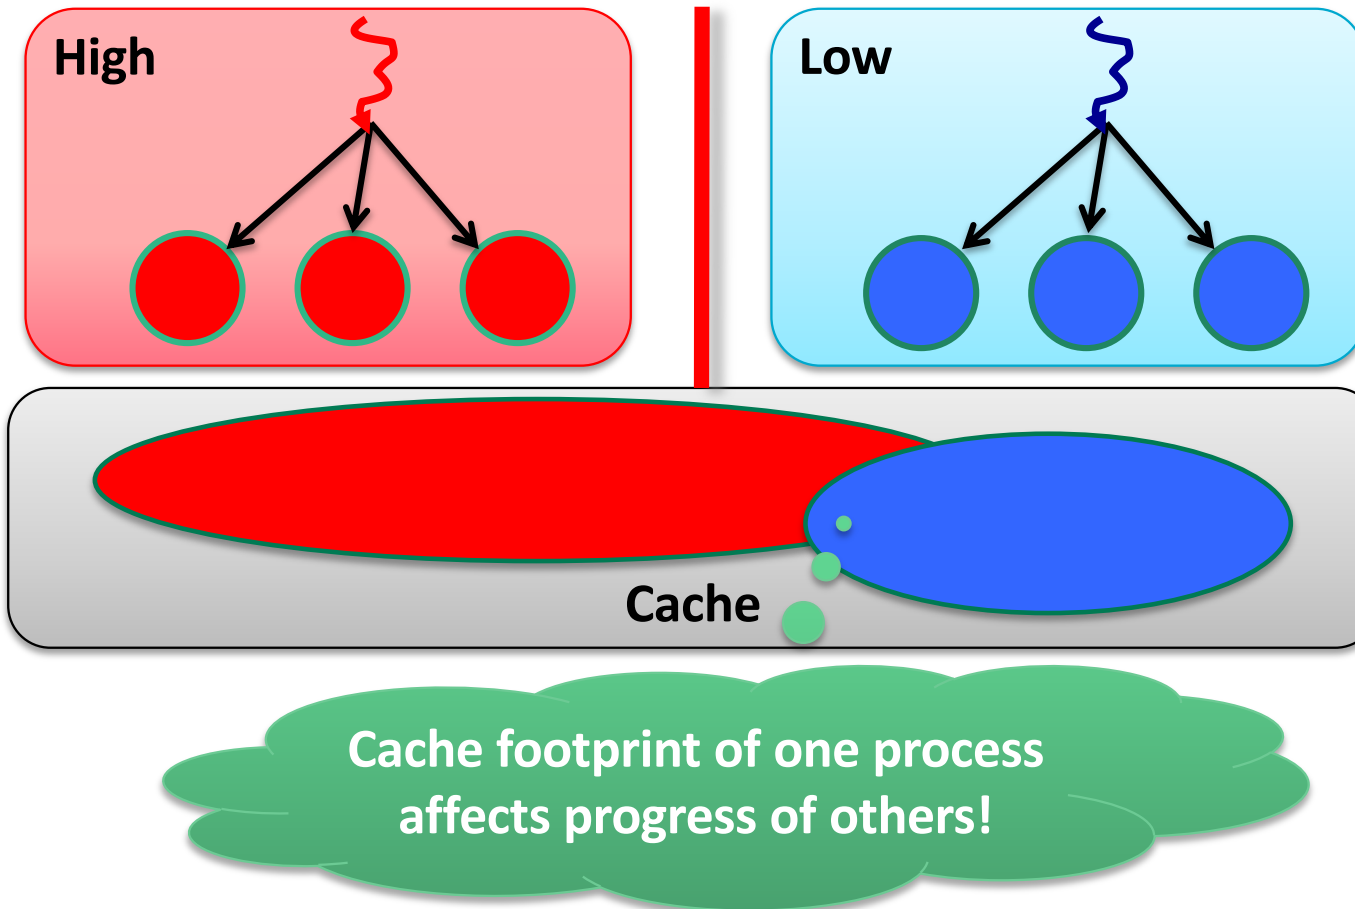 High
Low
Cache
Cache footprint of one process
affects progress of others!